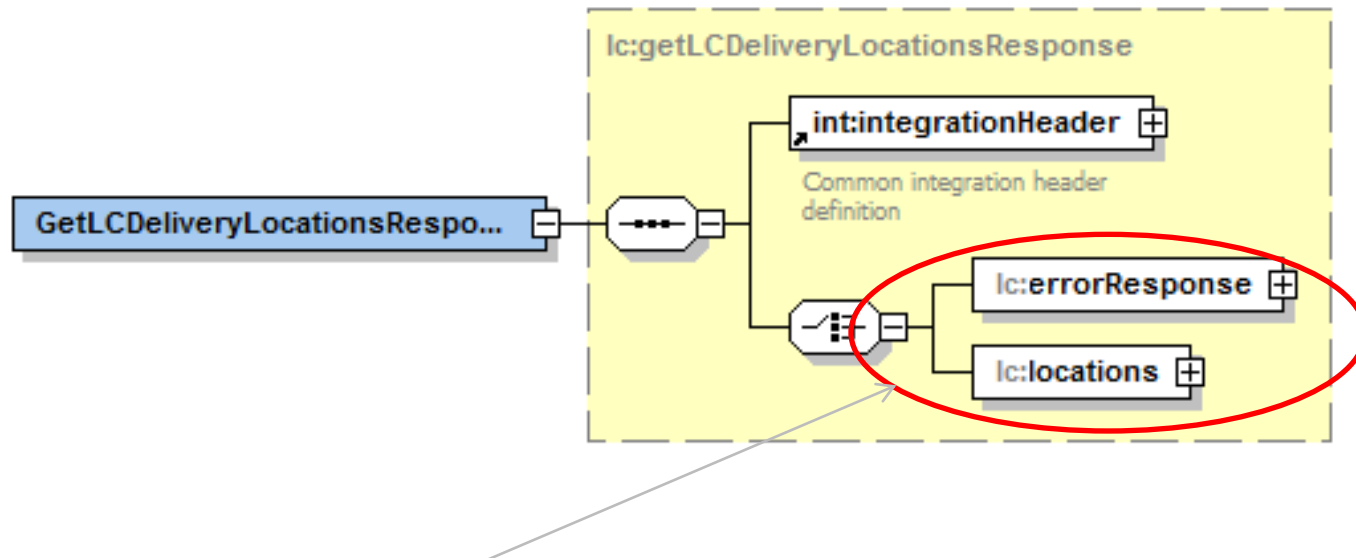 lc:getLCDeliveryLocationsResponse
int:integrationHeader
Common integration header
definition
GetLCDeliveryLocationsRespo...
lc:errorResponse
lc:locations